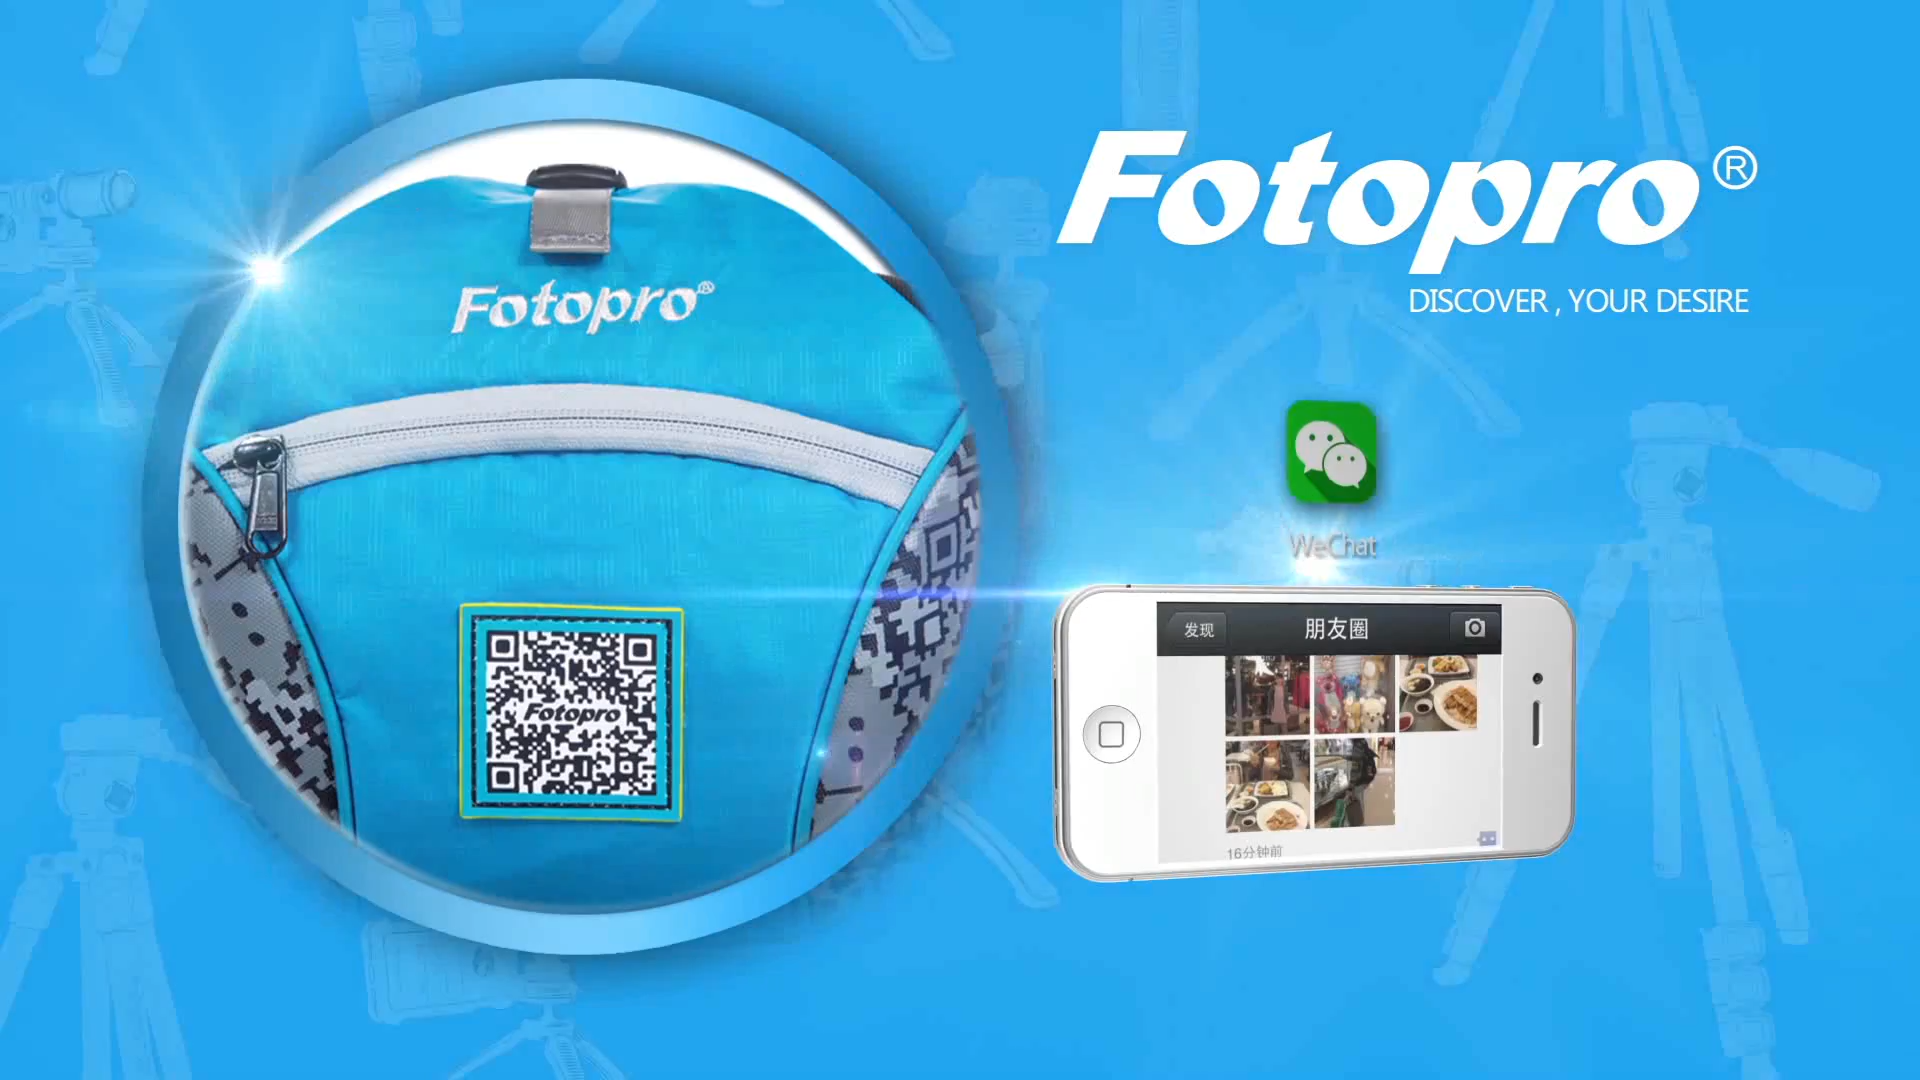 Fotopro®
Fotopro
Fotopro®
DISCOVER , YOUR DESIRE
WeChat
发现
朋友圈
16分钟前